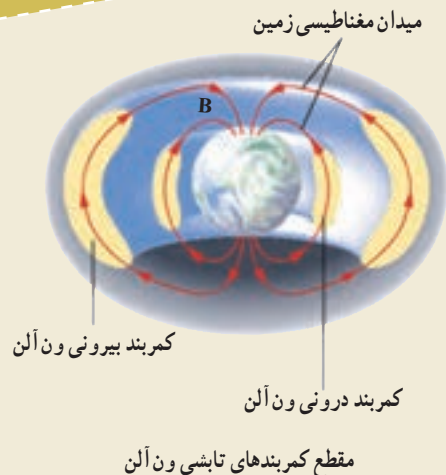 میدان مغناطیسی زمین
B
کمربند بیرونی ون آلن
کمربند درونی ون آلن
مقطع کمربندهای تابشی ون آلن